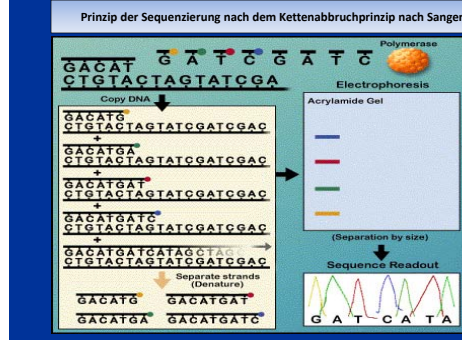 Prinzip der Sequenzierung nach dem Kettenabbruchprinzip nach Sanger
G A T C G A T C
Polymerase
GACAT
CTGTACTAGTATCGA
Copy DNA
GACATG
CTGTACTAGTATCGATCGAC
+
GACATGA
CTGTACTAGTATCGATCGAC
+
GACATGAT
CTGTACTAGTATCGATCGAC
+
GACATGATC
CTGTACTAGTATCGATCGAC
+
GACATGATCATAGCTAGC
CTGTACTAGTATCGATCGAC
Separate strands
(Denature)
GACATG GACATGAT
GACATGA GACATGATC
Electrophoresis
Acrylamide Gel
(Separation by size)
Sequence Readout
G A T C A T A